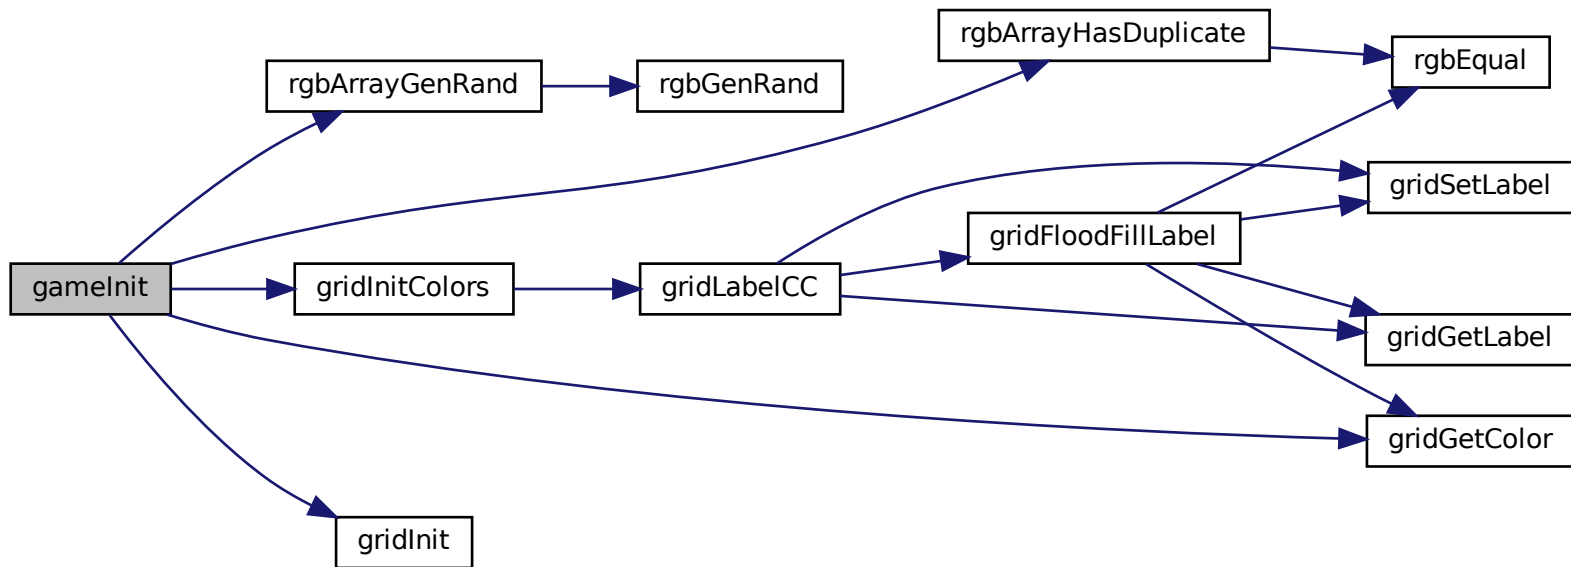 rgbArrayHasDuplicate
rgbEqual
rgbArrayGenRand
rgbGenRand
gridSetLabel
gridFloodFillLabel
gameInit
gridInitColors
gridLabelCC
gridGetLabel
gridGetColor
gridInit